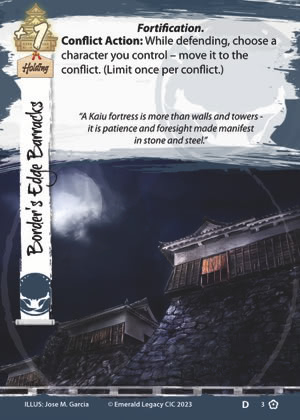 1
Holding
Fortification.
Conflict Action: While defending, choose a
character you control – move it to the
conflict. (Limit once per conflict.)
"A Kaiu fortress is more than walls and towers -
it is patience and foresight made manifest
in stone and steel."
Border's Edge Barracks
ILLUS: Jose M. Garcia © Emerald Legacy CIC 2023 D 3